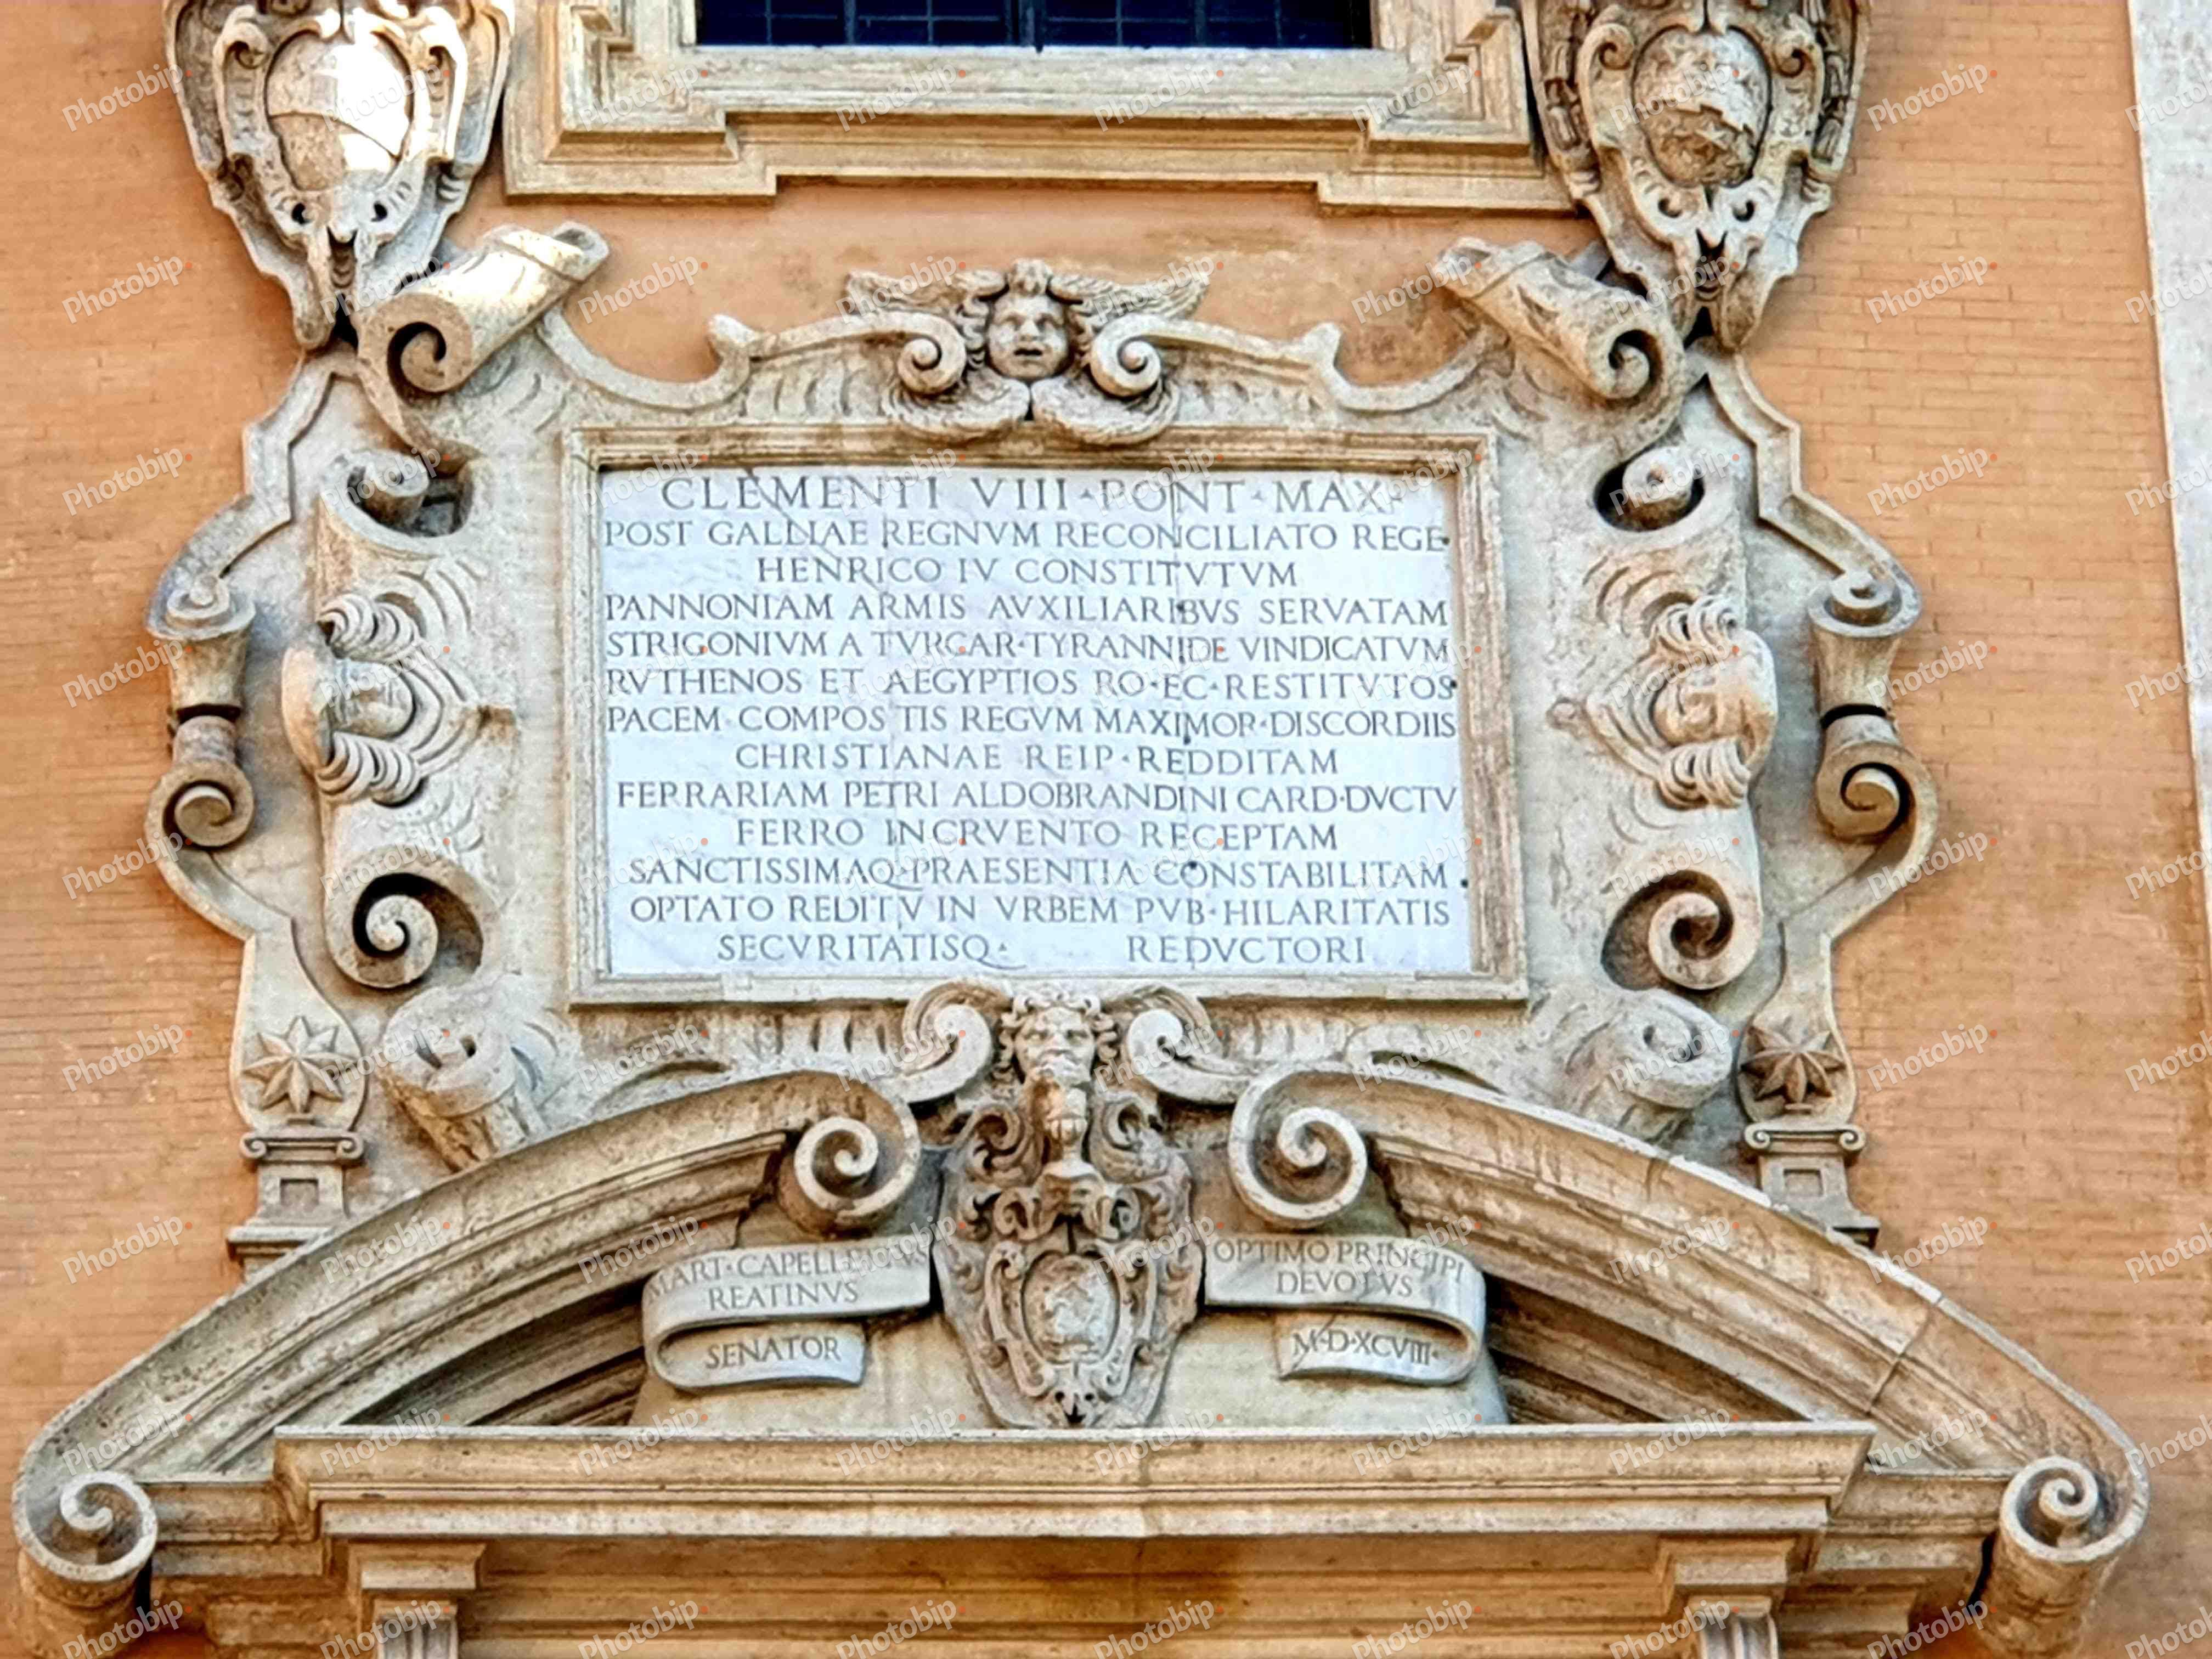 CLEMENTI VIII · PONT · MAX ·
POST GALLIAE REGNVM RECONCILIATO REGE
HENRICO IV CONSTITVTVM
PANNONIAM ARMIS AVXILIARIBVS SERVATAM
STRIGONIVM A TVRCAR · TYRANNIDE VINDICATVM
RVTHENOS ET AEGYPTIOS RO · EC · RESTITVTOS
PACEM · COMPOSITIS REGVM MAXIMOR · DISCORDIIS
CHRISTIANAE REIP · REDDITAM
FERRARIAM PETRI ALDOBRANDINI CARD · DVCTV
FERRO INCRVENTO RECEPTAM
SANCTISSIMAQ · PRAESENTIA CONSTABILITAM
OPTATO REDITV IN VRBEM PVB · HILARITATIS
SECVRITATISQ · REDVCTORI
MART · CAPELLETTVS
REATINVS
SENATOR
OPTIMO PRINCIPI
DEVOTVS
M · D · XCVIII ·
Photobip